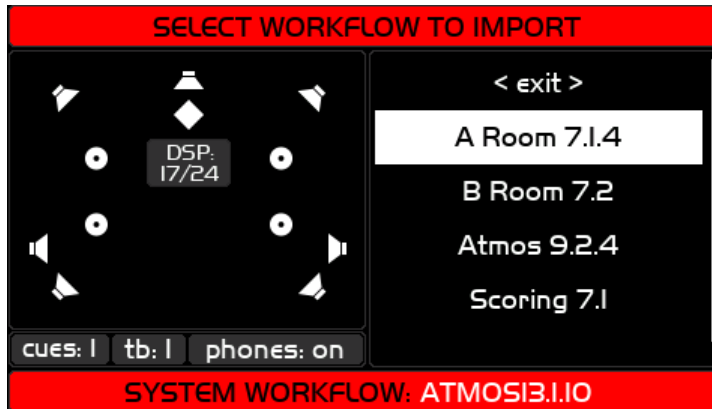 SELECT WORKFLOW TO IMPORT
DSP:
17/24
cues: 1 tb: 1 phones: on
< exit >
A Room 7.1.4
B Room 7.2
Atmos 9.2.4
Scoring 7.1
SYSTEM WORKFLOW: ATMOS13.1.10